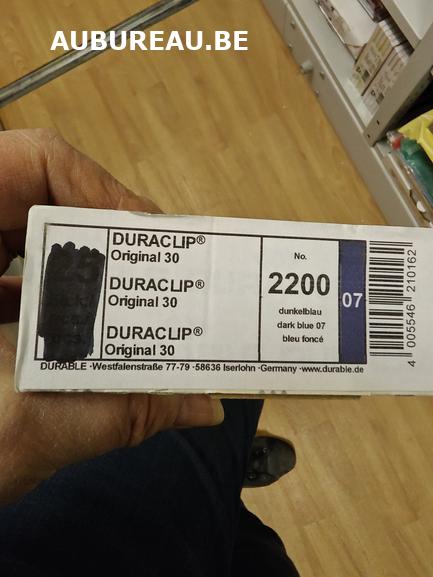 AUBUREAU.BE
DURACLIP®
Original 30
DURACLIP®
Original 30
DURACLIP®
Original 30
No.
2200
dunkelblau
dark blue 07
bleu foncé
07
4 005546 210162
DURABLE ·Westfalenstraße 77-79 ·58636 Iserlohn ·Germany ·www.durable.de